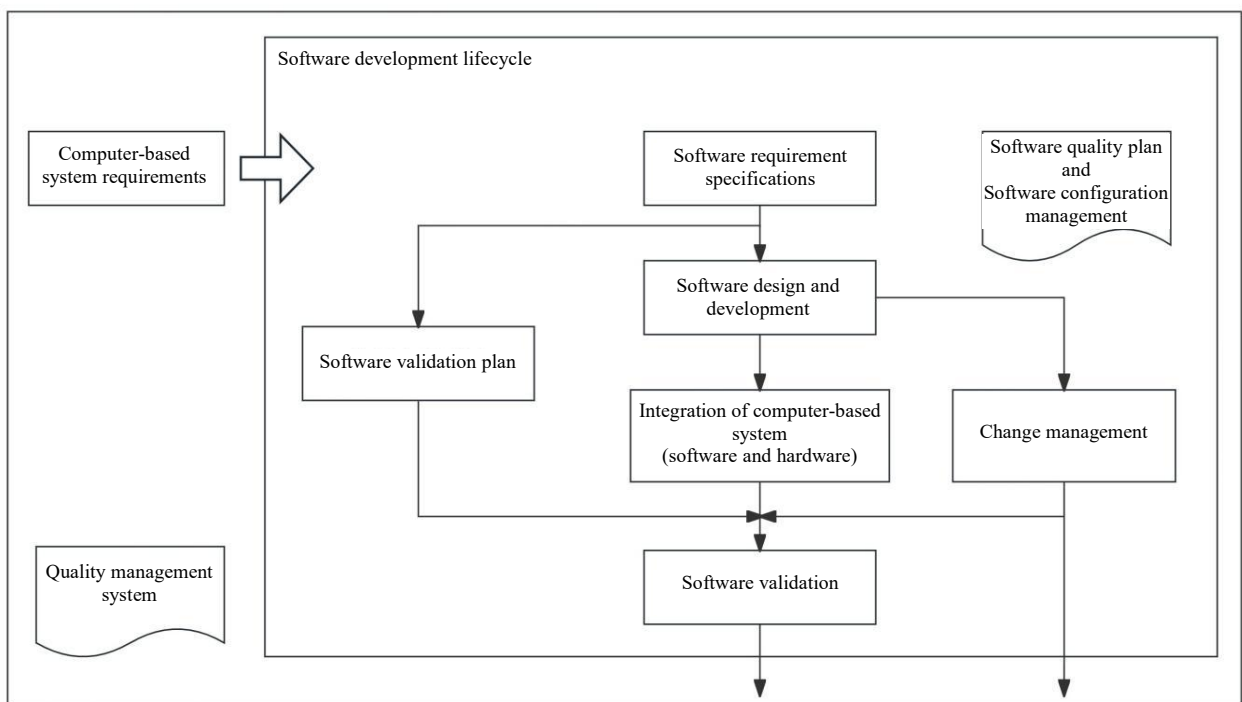 Software development lifecycle
Computer-based
system requirements
Software requirement
specifications
Software quality plan
and
Software configuration
management
Software design and
development
Software validation plan
Integration of computer-based
system
(software and hardware)
Change management
Quality management
system
Software validation